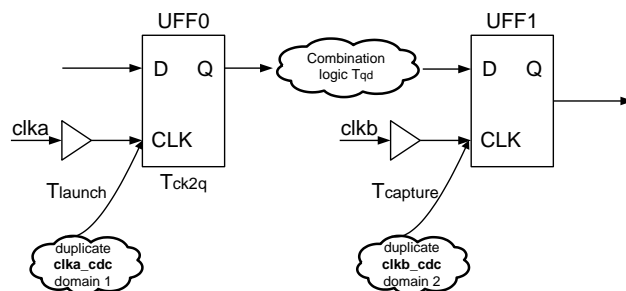 UFF0
UFF1
D Q
Combination
logic Tqd
D Q
clka
CLK
clkb
CLK
Tlaunch
Tck2q
Tcapture
duplicate
clka_cdc
domain 1
duplicate
clkb_cdc
domain 2